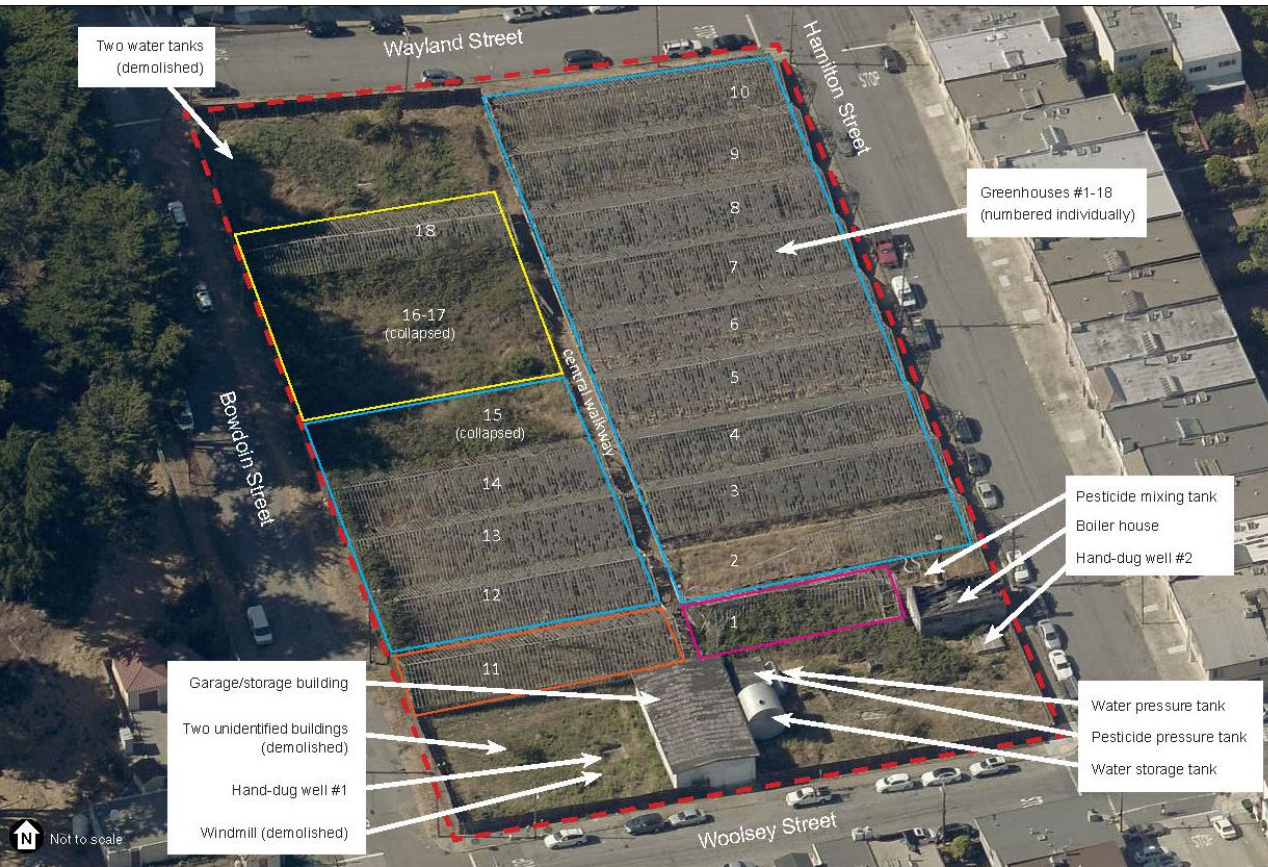 Wayland Street
Hamilton Street
STOP
STOP
Two water tanks
(demolished)
10
9
8
7
6
5
4
3
2
1
Greenhouses #1-18
(numbered individually)
18
16-17
(collapsed)
central walkway
15
(collapsed)
14
13
12
11
Bowdoin Street
Pesticide mixing tank
Boiler house
Hand-dug well #2
Garage/storage building
Two unidentified buildings
(demolished)
Hand-dug well #1
Windmill (demolished)
Water pressure tank
Pesticide pressure tank
Water storage tank
Woolsey Street
STOP
N
Not to scale